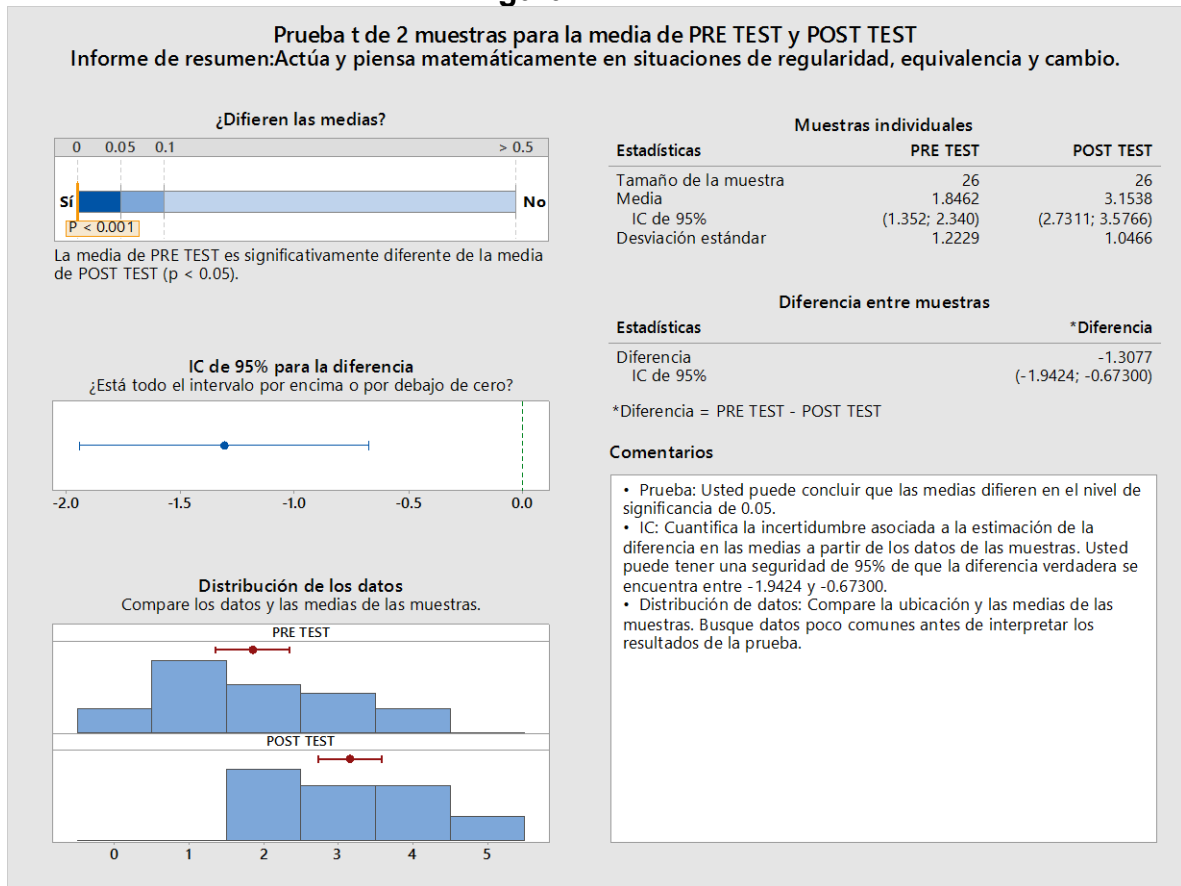 Prueba t de 2 muestras para la media de PRE TEST y POST TEST
Informe de resumen:Actúa y piensa matemáticamente en situaciones de regularidad, equivalencia y cambio.
¿Difieren las medias?
0 0.05 0.1 > 0.5
Sí No
P < 0.001
La media de PRE TEST es significativamente diferente de la media
de POST TEST (p < 0.05).
IC de 95% para la diferencia
¿Está todo el intervalo por encima o por debajo de cero?
-2.0 -1.5 -1.0 -0.5 0.0
Distribución de los datos
Compare los datos y las medias de las muestras.
PRE TEST
POST TEST
0 1 2 3 4 5
Muestras individuales
Estadísticas PRE TEST POST TEST
Tamaño de la muestra 26 26
Media 1.8462 3.1538
IC de 95% (1.352; 2.340) (2.7311; 3.5766)
Desviación estándar 1.2229 1.0466
Diferencia entre muestras
Estadísticas *Diferencia
Diferencia -1.3077
IC de 95% (-1.9424; -0.67300)
*Diferencia = PRE TEST - POST TEST
Comentarios
• Prueba: Usted puede concluir que las medias difieren en el nivel de
significancia de 0.05.
• IC: Cuantifica la incertidumbre asociada a la estimación de la
diferencia en las medias a partir de los datos de las muestras. Usted
puede tener una seguridad de 95% de que la diferencia verdadera se
encuentra entre -1.9424 y -0.67300.
• Distribución de datos: Compare la ubicación y las medias de las
muestras. Busque datos poco comunes antes de interpretar los
resultados de la prueba.